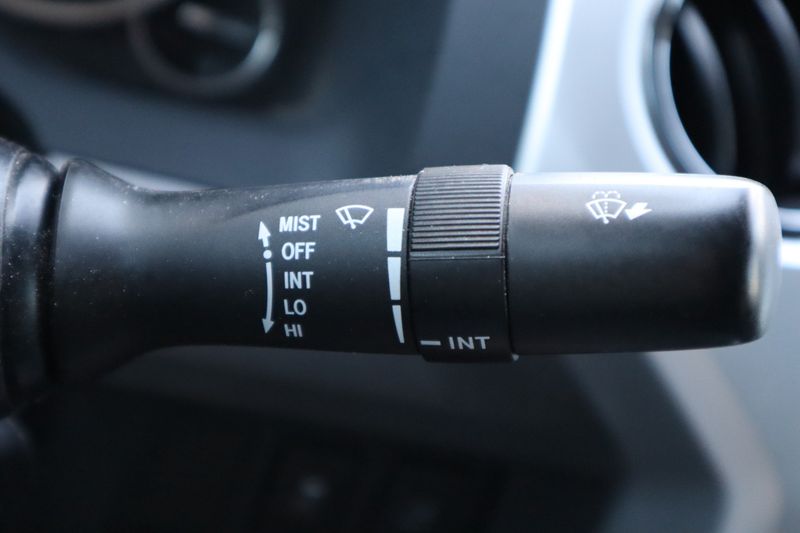 MIST
OFF
INT
LO
HI
— INT